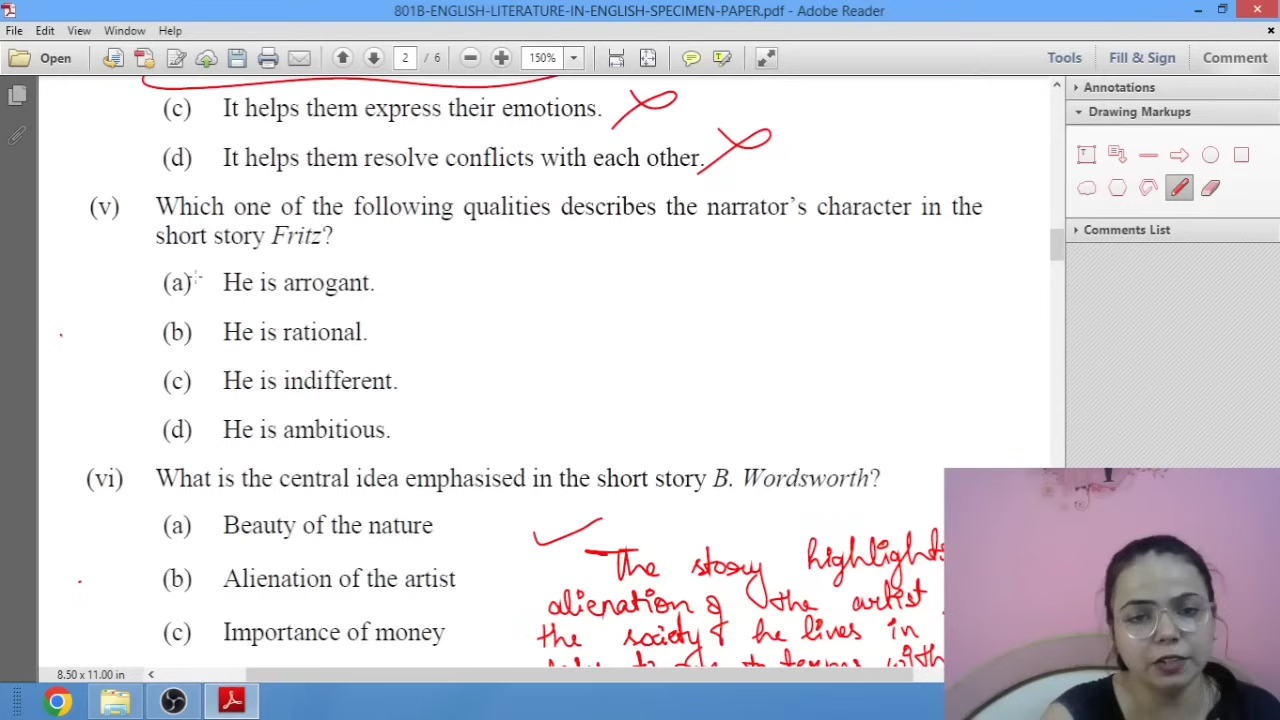 801B-ENGLISH-LITERATURE-IN-ENGLISH-SPECIMEN-PAPER.pdf - Adobe Reader
File Edit View Window Help
Open 2 / 6 150% Tools Fill & Sign Comment
(c) It helps them express their emotions.
(d) It helps them resolve conflicts with each other.
(v) Which one of the following qualities describes the narrator's character in the
short story Fritz?
(a) He is arrogant.
(b) He is rational.
(c) He is indifferent.
(d) He is ambitious.
(vi) What is the central idea emphasised in the short story B. Wordsworth?
(a) Beauty of the nature
(b) Alienation of the artist
(c) Importance of money
The story highlights
alienation of the artist
the society he lives in
to terms with
Annotations
Drawing Markups
Comments List
8.50 x 11.00 in